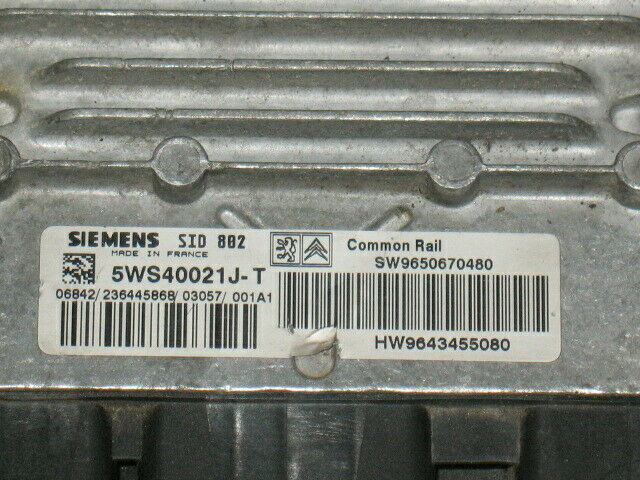 SIEMENS SID 802
MADE IN FRANCE
5WS40021J-T
06842/236445868/03057/001A1
Common Rail
SW9650670480
HW9643455080